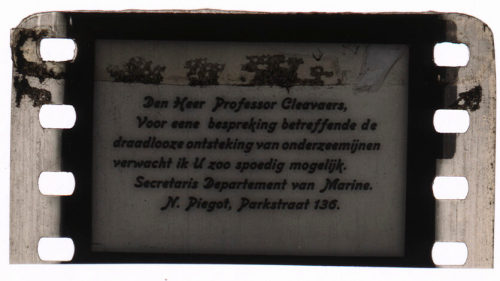 Den Heer Professor Cleavaers,
Voor eene bespreking betreffende de
draadlooze ontsteking van onderzeemijnen
verwacht ik U zoo spoedig mogelijk.
Secretaris Departement van Marine.
N. Piegot, Parkstraat 136.